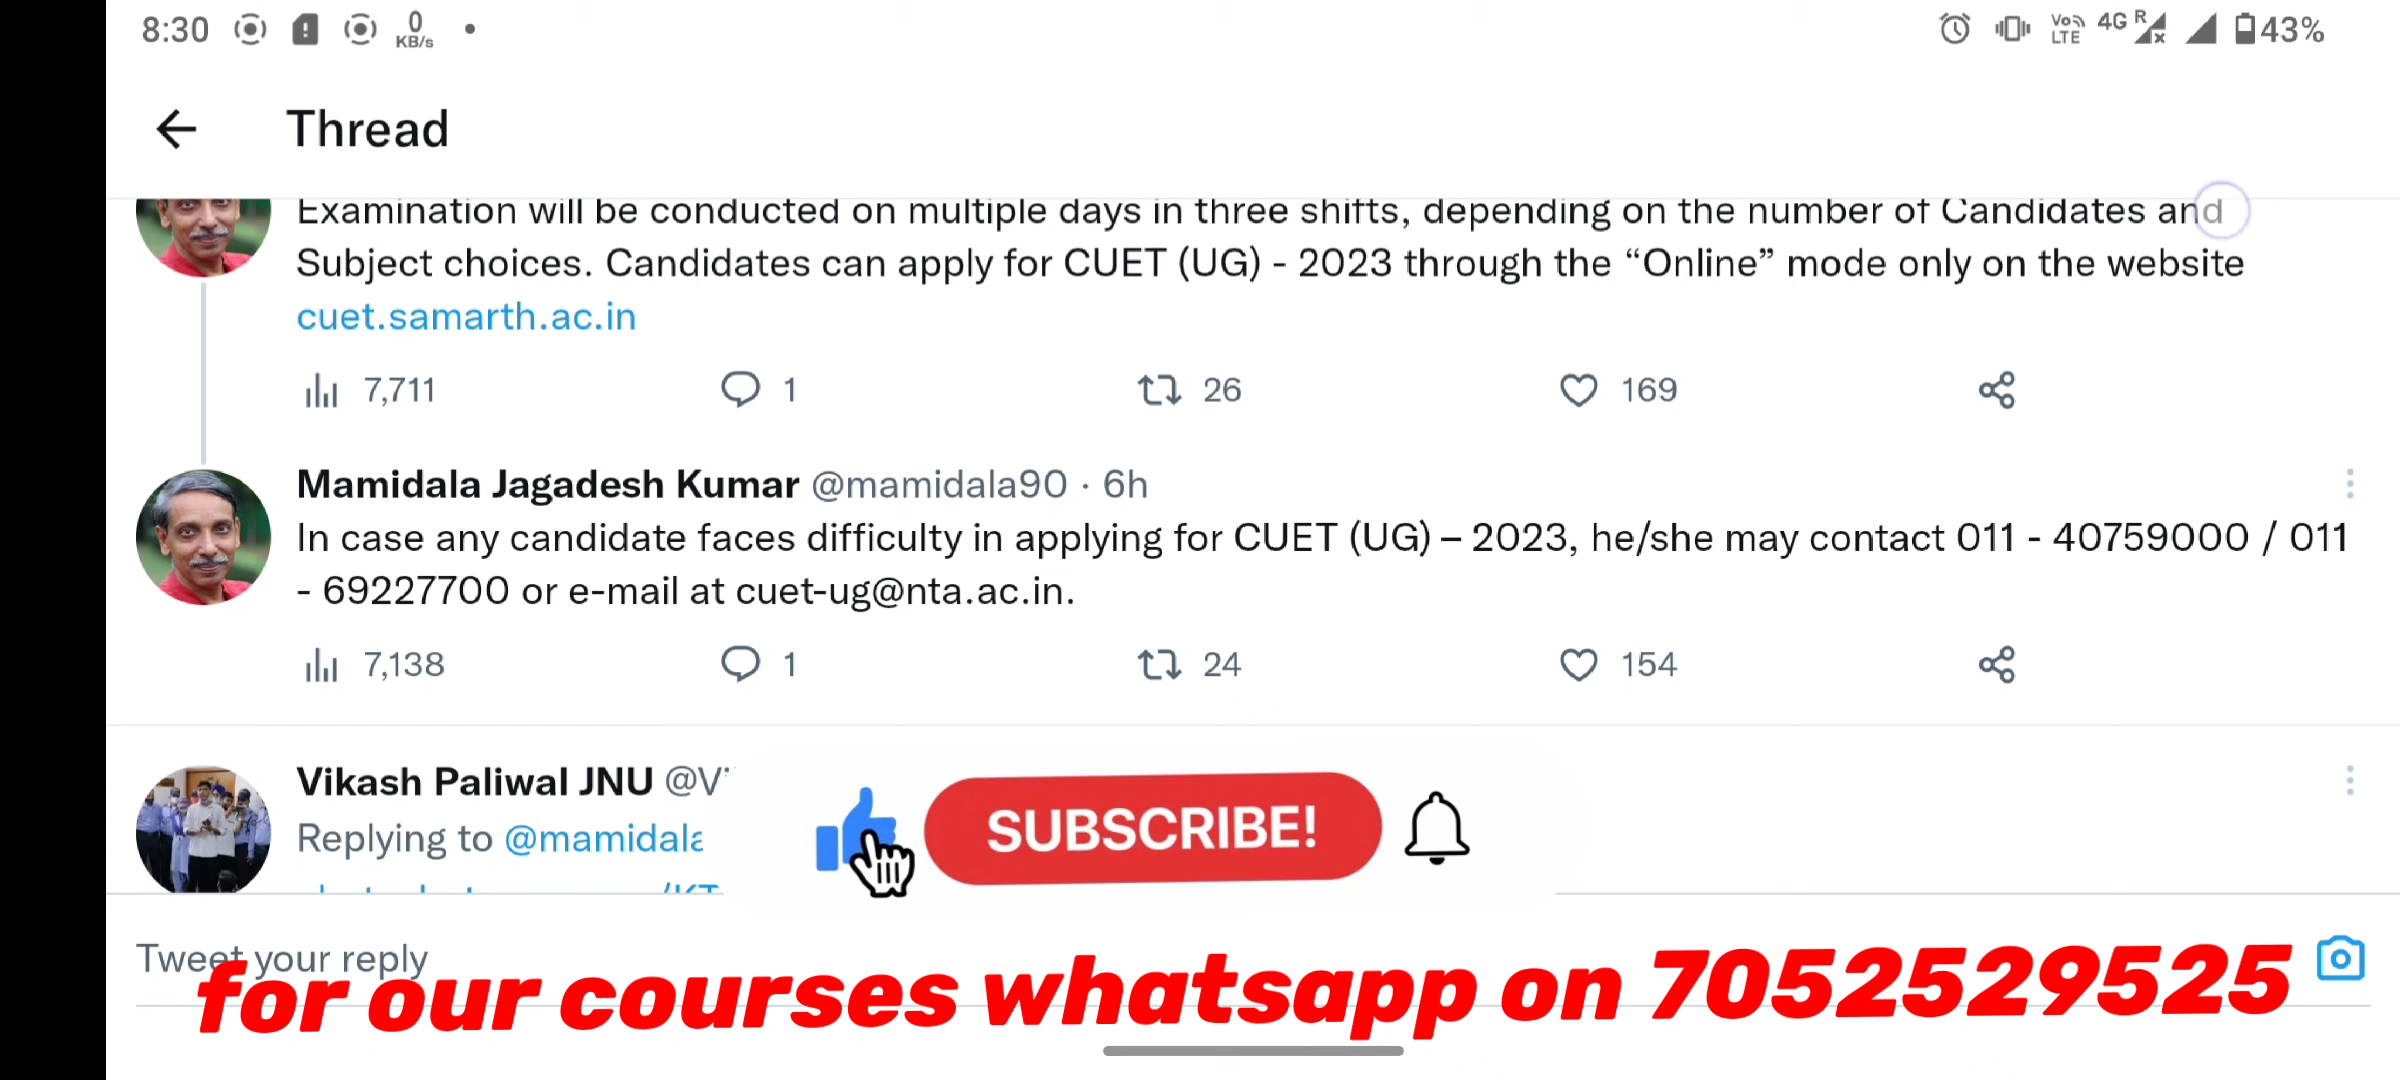 8:30 0 KB/s Vo LTE 4G R 43%
Thread
Examination will be conducted on multiple days in three shifts, depending on the number of Candidates and
Subject choices. Candidates can apply for CUET (UG) - 2023 through the “Online” mode only on the website
cuet.samarth.ac.in
7,711 1 26 169
Mamidala Jagadesh Kumar @mamidala90 · 6h
In case any candidate faces difficulty in applying for CUET (UG) – 2023, he/she may contact 011 - 40759000 / 011
- 69227700 or e-mail at cuet-ug@nta.ac.in.
7,138 1 24 154
Vikash Paliwal JNU
Replying to
SUBSCRIBE!
Tweet your reply
for our courses whatsapp on 7052529525